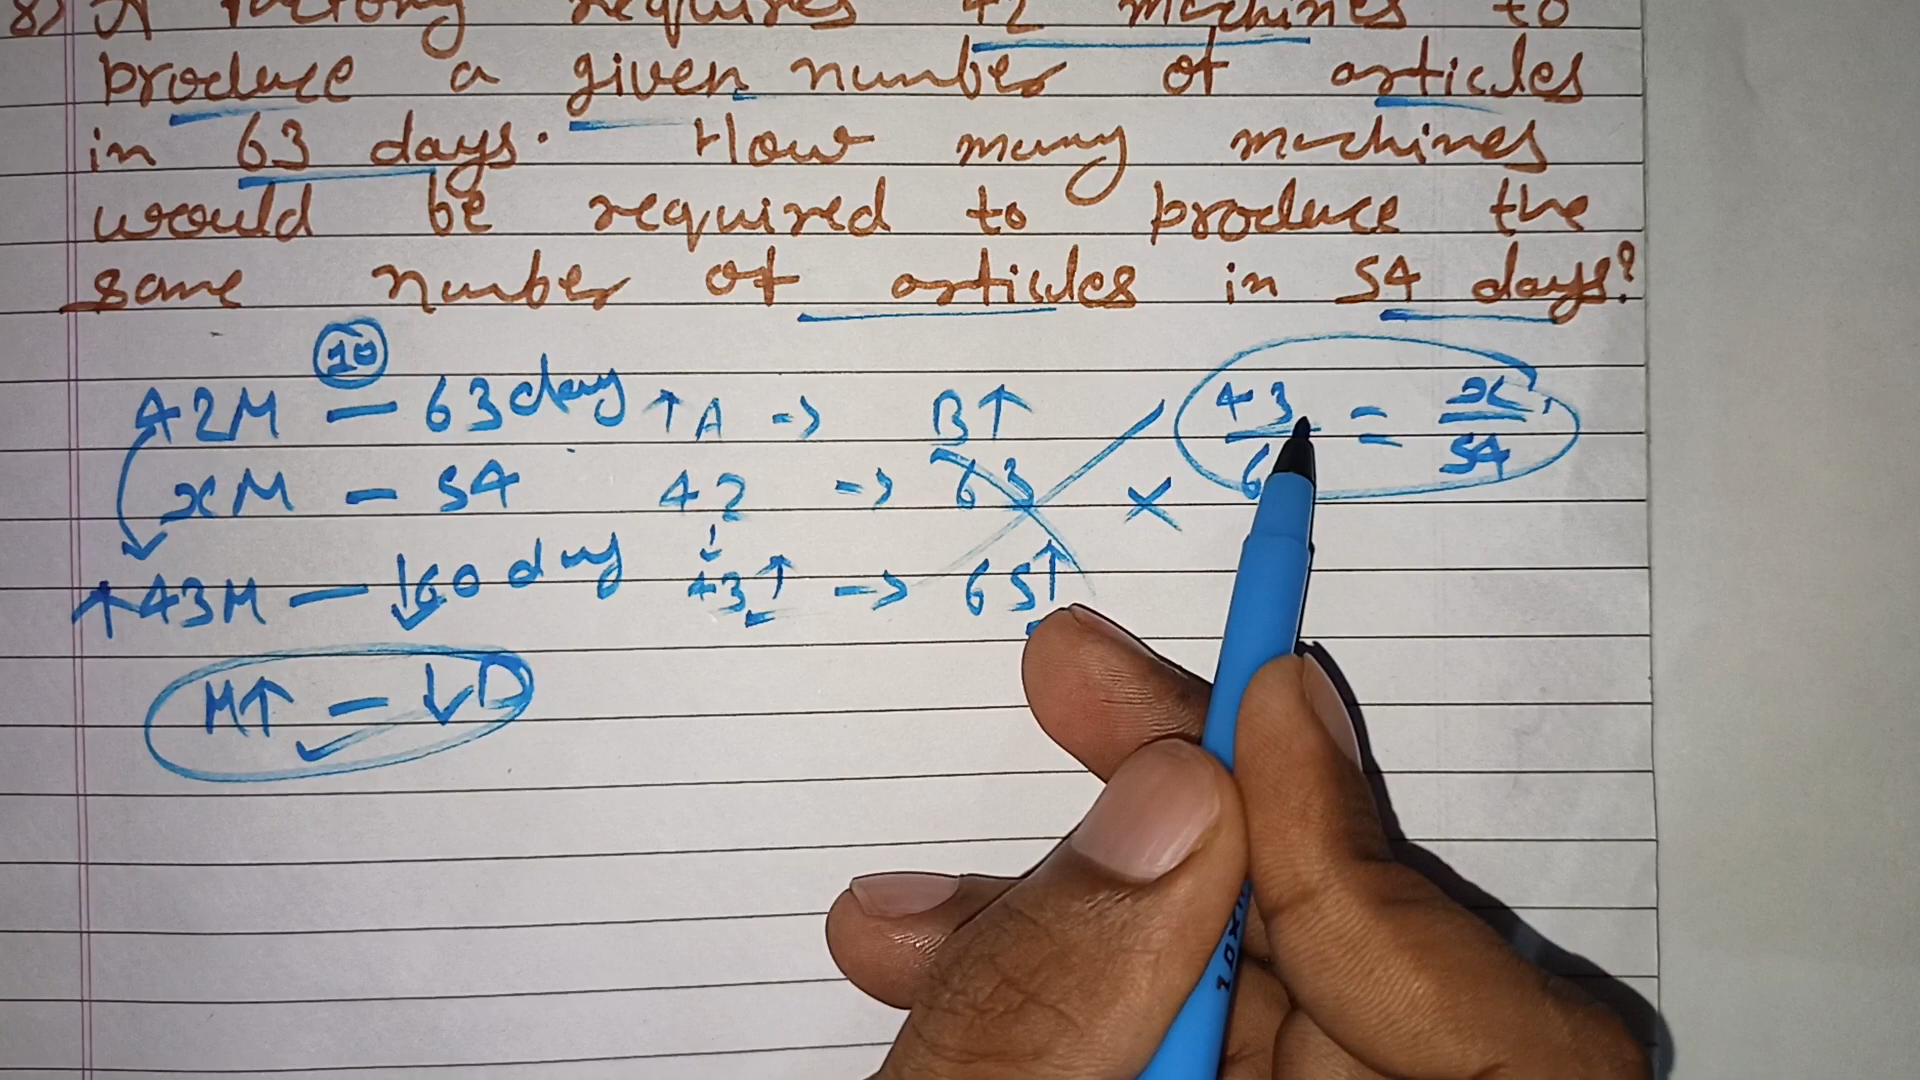 8) A factory requires 42 machines to
produce a given number of articles
in 63 days. How many machines
would be required to produce the
same number of articles in 54 days?
10
42M — 63 day ↑A -> B↑ 43/6 = x/54
xM — 54 42 -> 63 ×
↑43M — ↓60 day 43↑ -> 65↑
M↑ — ↓D